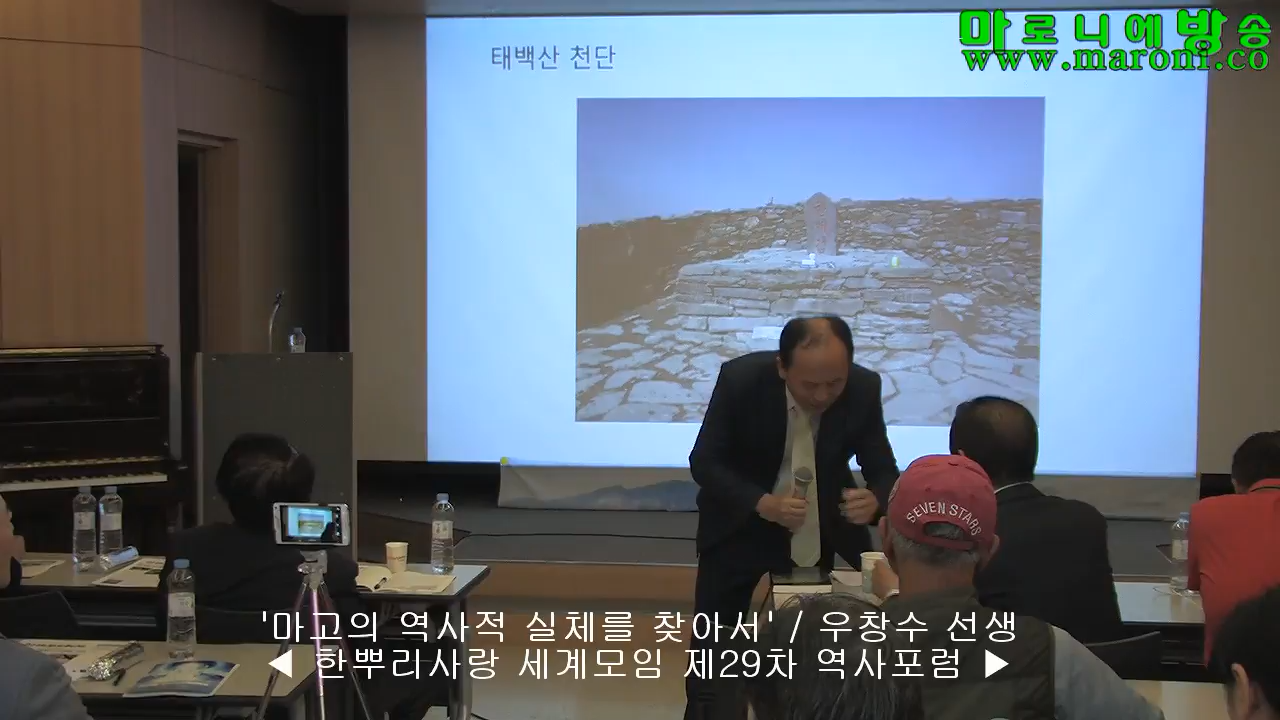 태백산 천단
마로니에방송
www.maroni.co
SEVEN STARS
'마고의 역사적 실체를 찾아서' / 우창수 선생
◀ 한뿌리사랑 세계모임 제29차 역사포럼 ▶